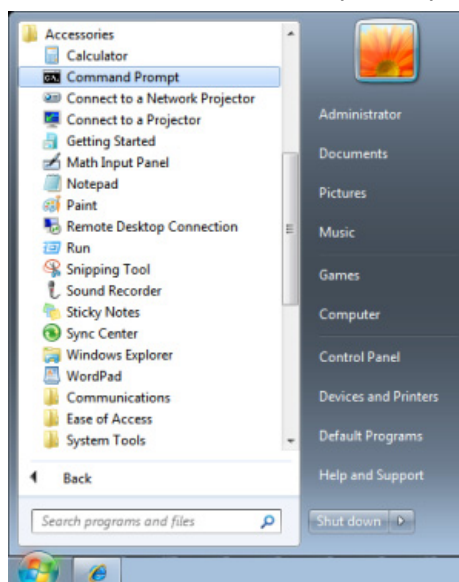 Accessories
Calculator
Command Prompt
Connect to a Network Projector
Connect to a Projector
Getting Started
Math Input Panel
Notepad
Paint
Remote Desktop Connection
Run
Snipping Tool
Sound Recorder
Sticky Notes
Sync Center
Windows Explorer
WordPad
Communications
Ease of Access
System Tools
Back
Search programs and files
Administrator
Documents
Pictures
Music
Games
Computer
Control Panel
Devices and Printers
Default Programs
Help and Support
Shut down